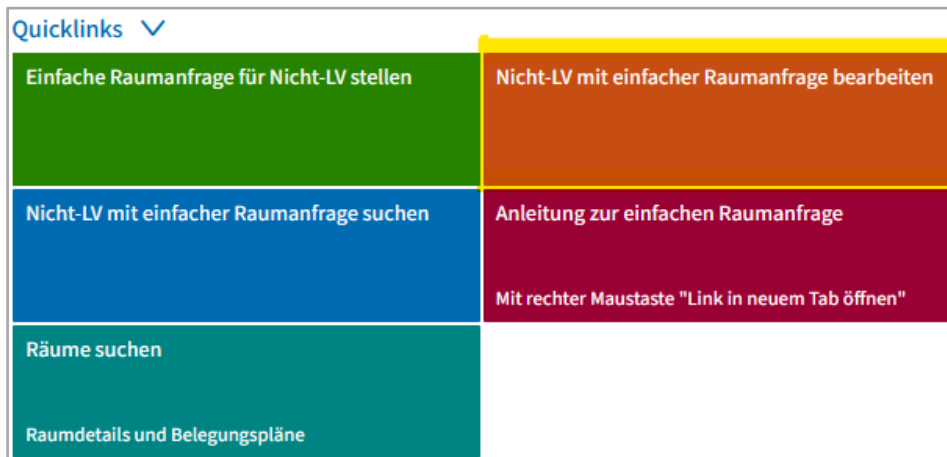 Quicklinks
Einfache Raumanfrage für Nicht-LV stellen
Nicht-LV mit einfacher Raumanfrage bearbeiten
Nicht-LV mit einfacher Raumanfrage suchen
Anleitung zur einfachen Raumanfrage
Mit rechter Maustaste "Link in neuem Tab öffnen"
Räume suchen
Raumdetails und Belegungspläne